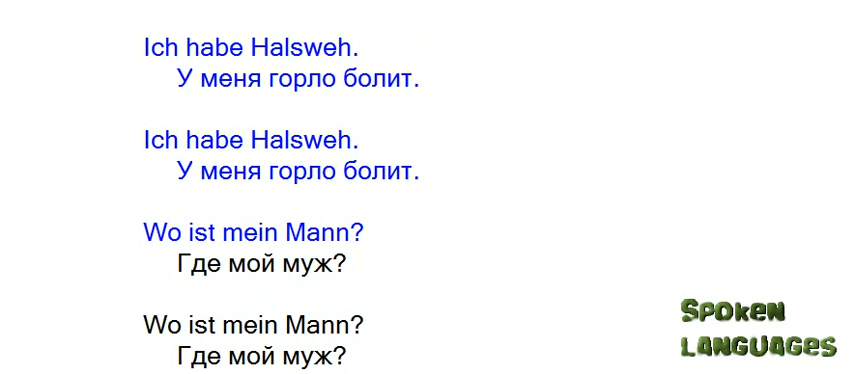 Ich habe Halsweh.
У меня горло болит.
Ich habe Halsweh.
У меня горло болит.
Wo ist mein Mann?
Где мой муж?
Wo ist mein Mann?
Где мой муж?
Spoken
Languages